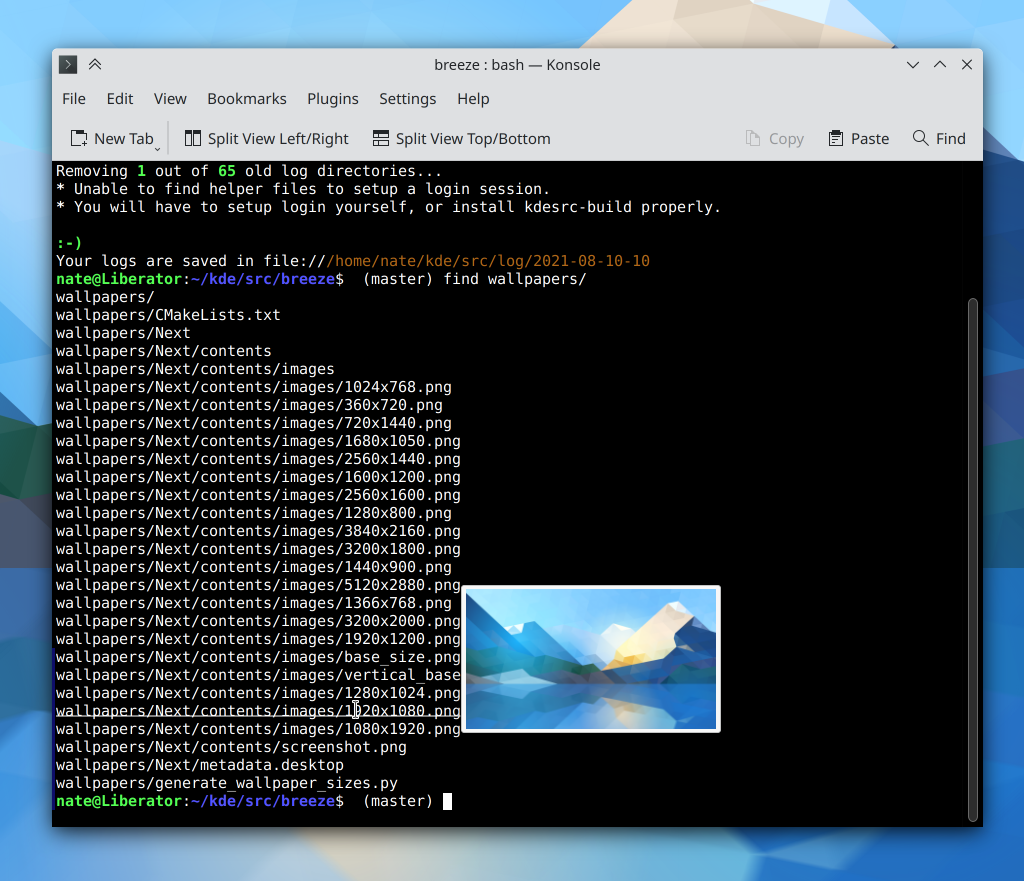 breeze : bash — Konsole
File Edit View Bookmarks Plugins Settings Help
New Tab Split View Left/Right Split View Top/Bottom Copy Paste Find
Removing 1 out of 65 old log directories...
* Unable to find helper files to setup a login session.
* You will have to setup login yourself, or install kdesrc-build properly.
:-)
Your logs are saved in file:///home/nate/kde/src/log/2021-08-10-10
nate@Liberator:~/kde/src/breeze$  (master) find wallpapers/
wallpapers/
wallpapers/CMakeLists.txt
wallpapers/Next
wallpapers/Next/contents
wallpapers/Next/contents/images
wallpapers/Next/contents/images/1024x768.png
wallpapers/Next/contents/images/360x720.png
wallpapers/Next/contents/images/720x1440.png
wallpapers/Next/contents/images/1680x1050.png
wallpapers/Next/contents/images/2560x1440.png
wallpapers/Next/contents/images/1600x1200.png
wallpapers/Next/contents/images/2560x1600.png
wallpapers/Next/contents/images/1280x800.png
wallpapers/Next/contents/images/3840x2160.png
wallpapers/Next/contents/images/3200x1800.png
wallpapers/Next/contents/images/1440x900.png
wallpapers/Next/contents/images/5120x2880.png
wallpapers/Next/contents/images/1366x768.png
wallpapers/Next/contents/images/3200x2000.png
wallpapers/Next/contents/images/1920x1200.png
wallpapers/Next/contents/images/base_size.png
wallpapers/Next/contents/images/vertical_base
wallpapers/Next/contents/images/1280x1024.png
wallpapers/Next/contents/images/1920x1080.png
wallpapers/Next/contents/images/1080x1920.png
wallpapers/Next/contents/screenshot.png
wallpapers/Next/metadata.desktop
wallpapers/generate_wallpaper_sizes.py
nate@Liberator:~/kde/src/breeze$  (master)